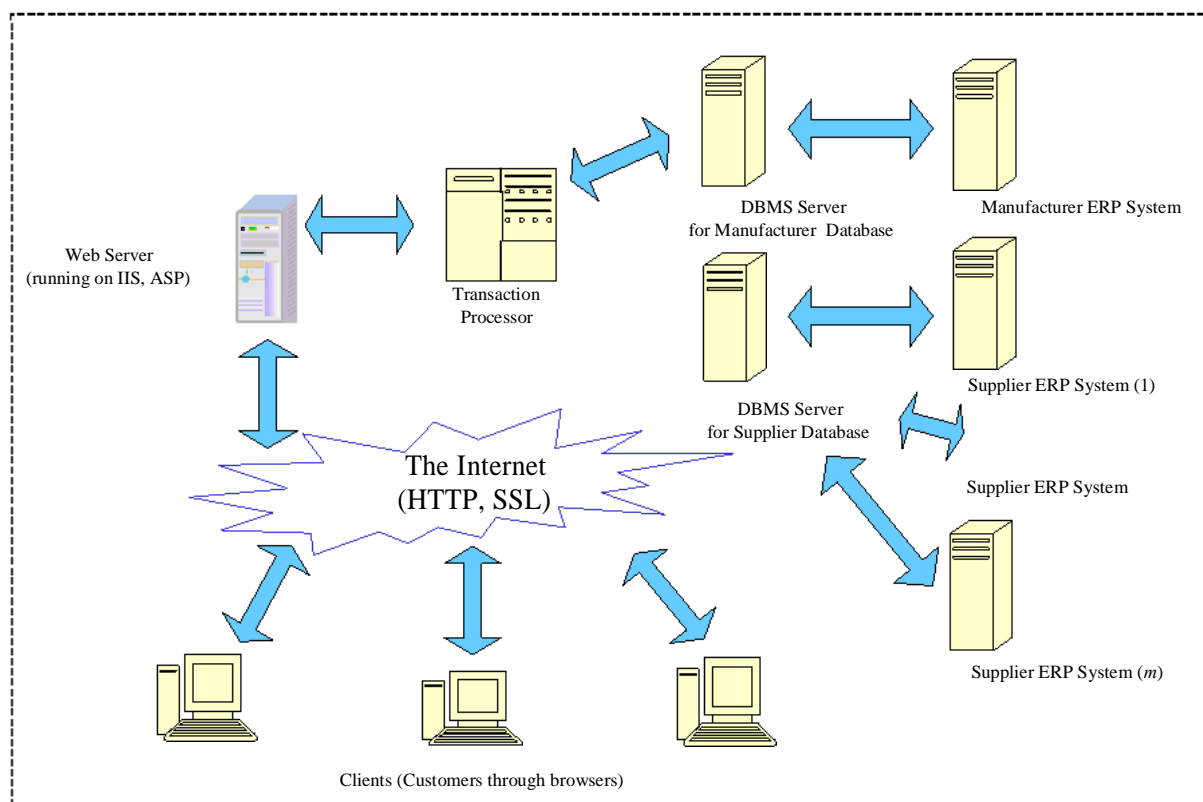 DBMS Server
for Manufacturer Database
Manufacturer ERP System
Web Server
(running on IIS, ASP)
Transaction
Processor
Supplier ERP System (1)
DBMS Server
for Supplier Database
The Internet
(HTTP, SSL)
Supplier ERP System
Supplier ERP System (m)
Clients (Customers through browsers)